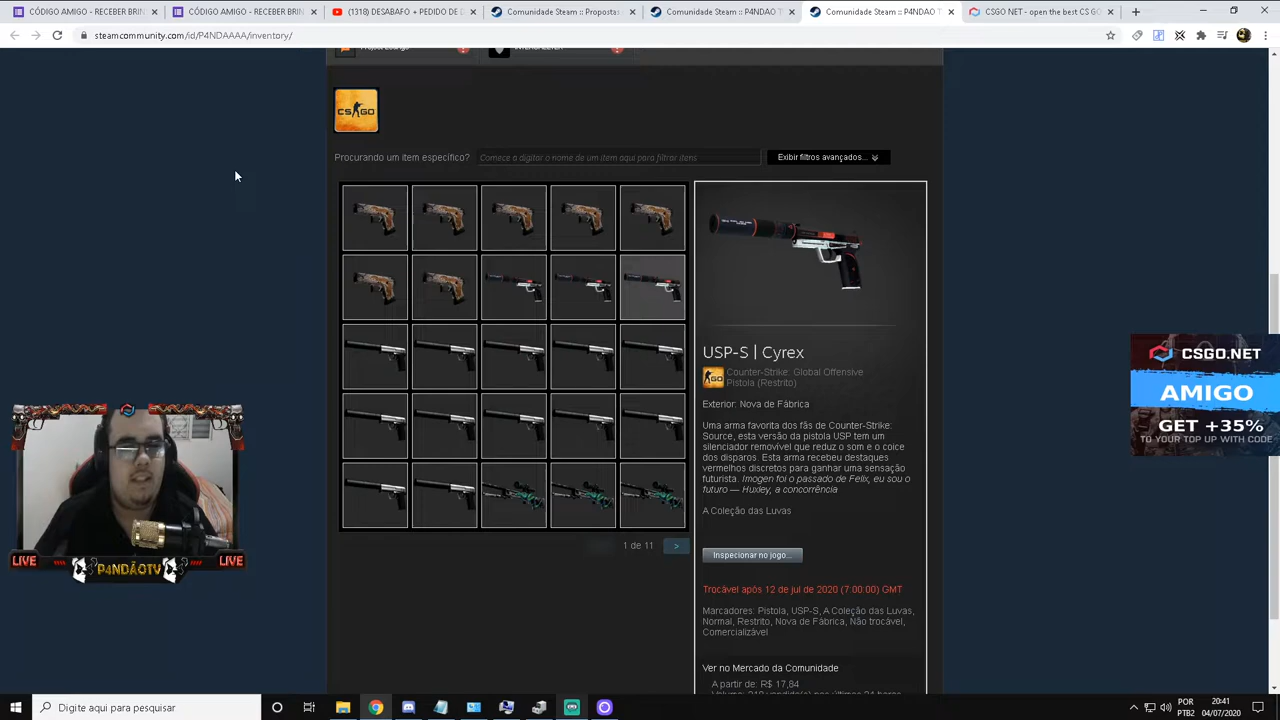 CÓDIGO AMIGO - RECEBER BRIN
CÓDIGO AMIGO - RECEBER BRIN
(1318) DESABAFO + PEDIDO DE
Comunidade Steam :: Propostas
Comunidade Steam :: P4NDAO T
Comunidade Steam :: P4NDAO T
CSGO NET - open the best CS GO
steamcommunity.com/id/P4NDAAAA/inventory/
CS GO
Procurando um item específico?
Comece a digitar o nome de um item aqui para filtrar itens
Exibir filtros avançados...
USP-S | Cyrex
Counter-Strike: Global Offensive
Pistola (Restrito)
Exterior: Nova de Fábrica
Uma arma favorita dos fãs de Counter-Strike:
Source, esta versão da pistola USP tem um
silenciador removível que reduz o som e o coice
dos disparos. Esta arma recebeu destaques
vermelhos discretos para ganhar uma sensação
futurista. Imogen foi o passado de Felix, eu sou o
futuro — Huxley, a concorrência
A Coleção das Luvas
Inspecionar no jogo...
Trocável após 12 de jul de 2020 (7:00:00) GMT
Marcadores: Pistola, USP-S, A Coleção das Luvas,
Normal, Restrito, Nova de Fábrica, Não trocável,
Comercializável
Ver no Mercado da Comunidade
A partir de: R$ 17,84
1 de 11
>
CSGO.NET
AMIGO
GET +35%
TO YOUR TOP UP WITH CODE
LIVE
P4NDÃOTV
LIVE
Digite aqui para pesquisar
POR
PTB2
20:41
04/07/2020